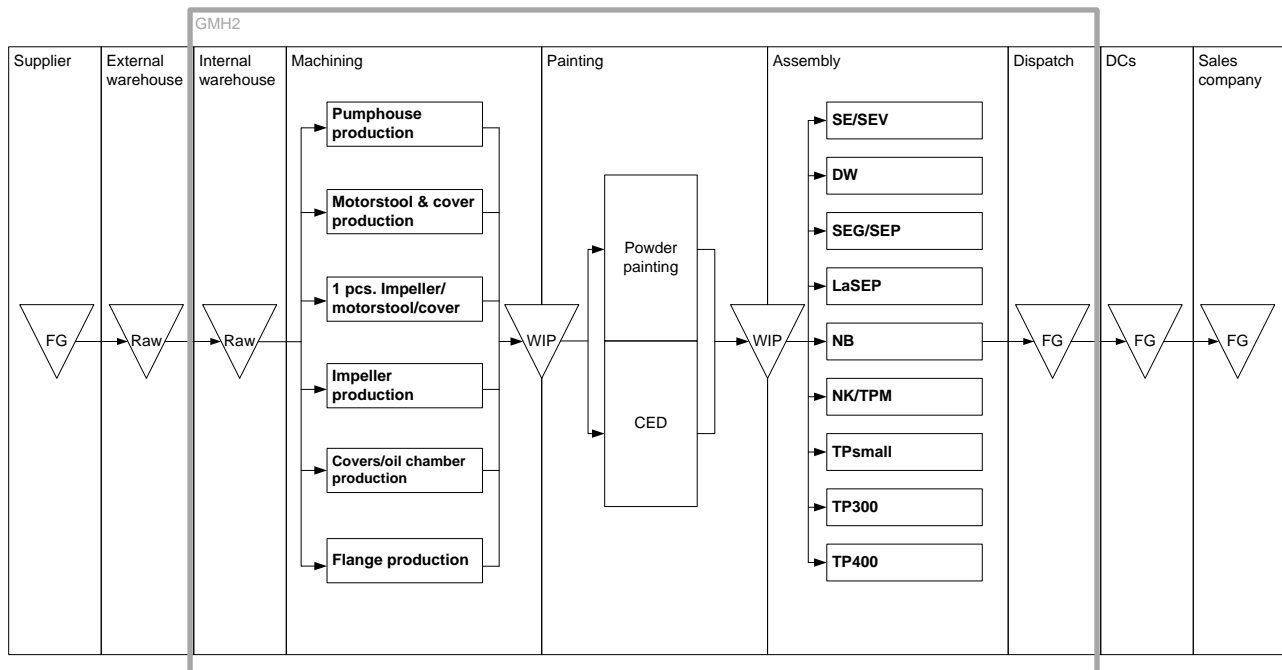 GMH2
Supplier
External
warehouse
Internal
warehouse
Machining
Painting
Assembly
Dispatch
DCs
Sales
company
FG
Raw
Raw
Pumphouse
production
Motorstool & cover
production
1 pcs. Impeller/
motorstool/cover
Impeller
production
Covers/oil chamber
production
Flange production
WIP
Powder
painting
CED
WIP
SE/SEV
DW
SEG/SEP
LaSEP
NB
NK/TPM
TPsmall
TP300
TP400
FG
FG
FG